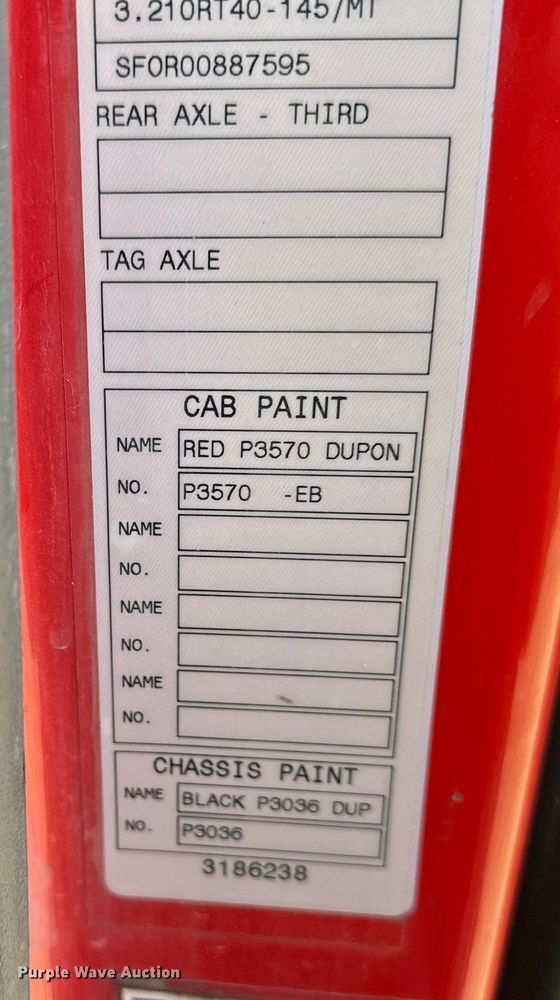 3.210RT40-145/MT
SF0R00887595
REAR AXLE - THIRD
TAG AXLE
CAB PAINT
NAME RED P3570 DUPON
NO. P3570 -EB
NAME
NO.
NAME
NO.
NAME
NO.
CHASSIS PAINT
NAME BLACK P3036 DUP
NO. P3036
3186238
Purple Wave Auction